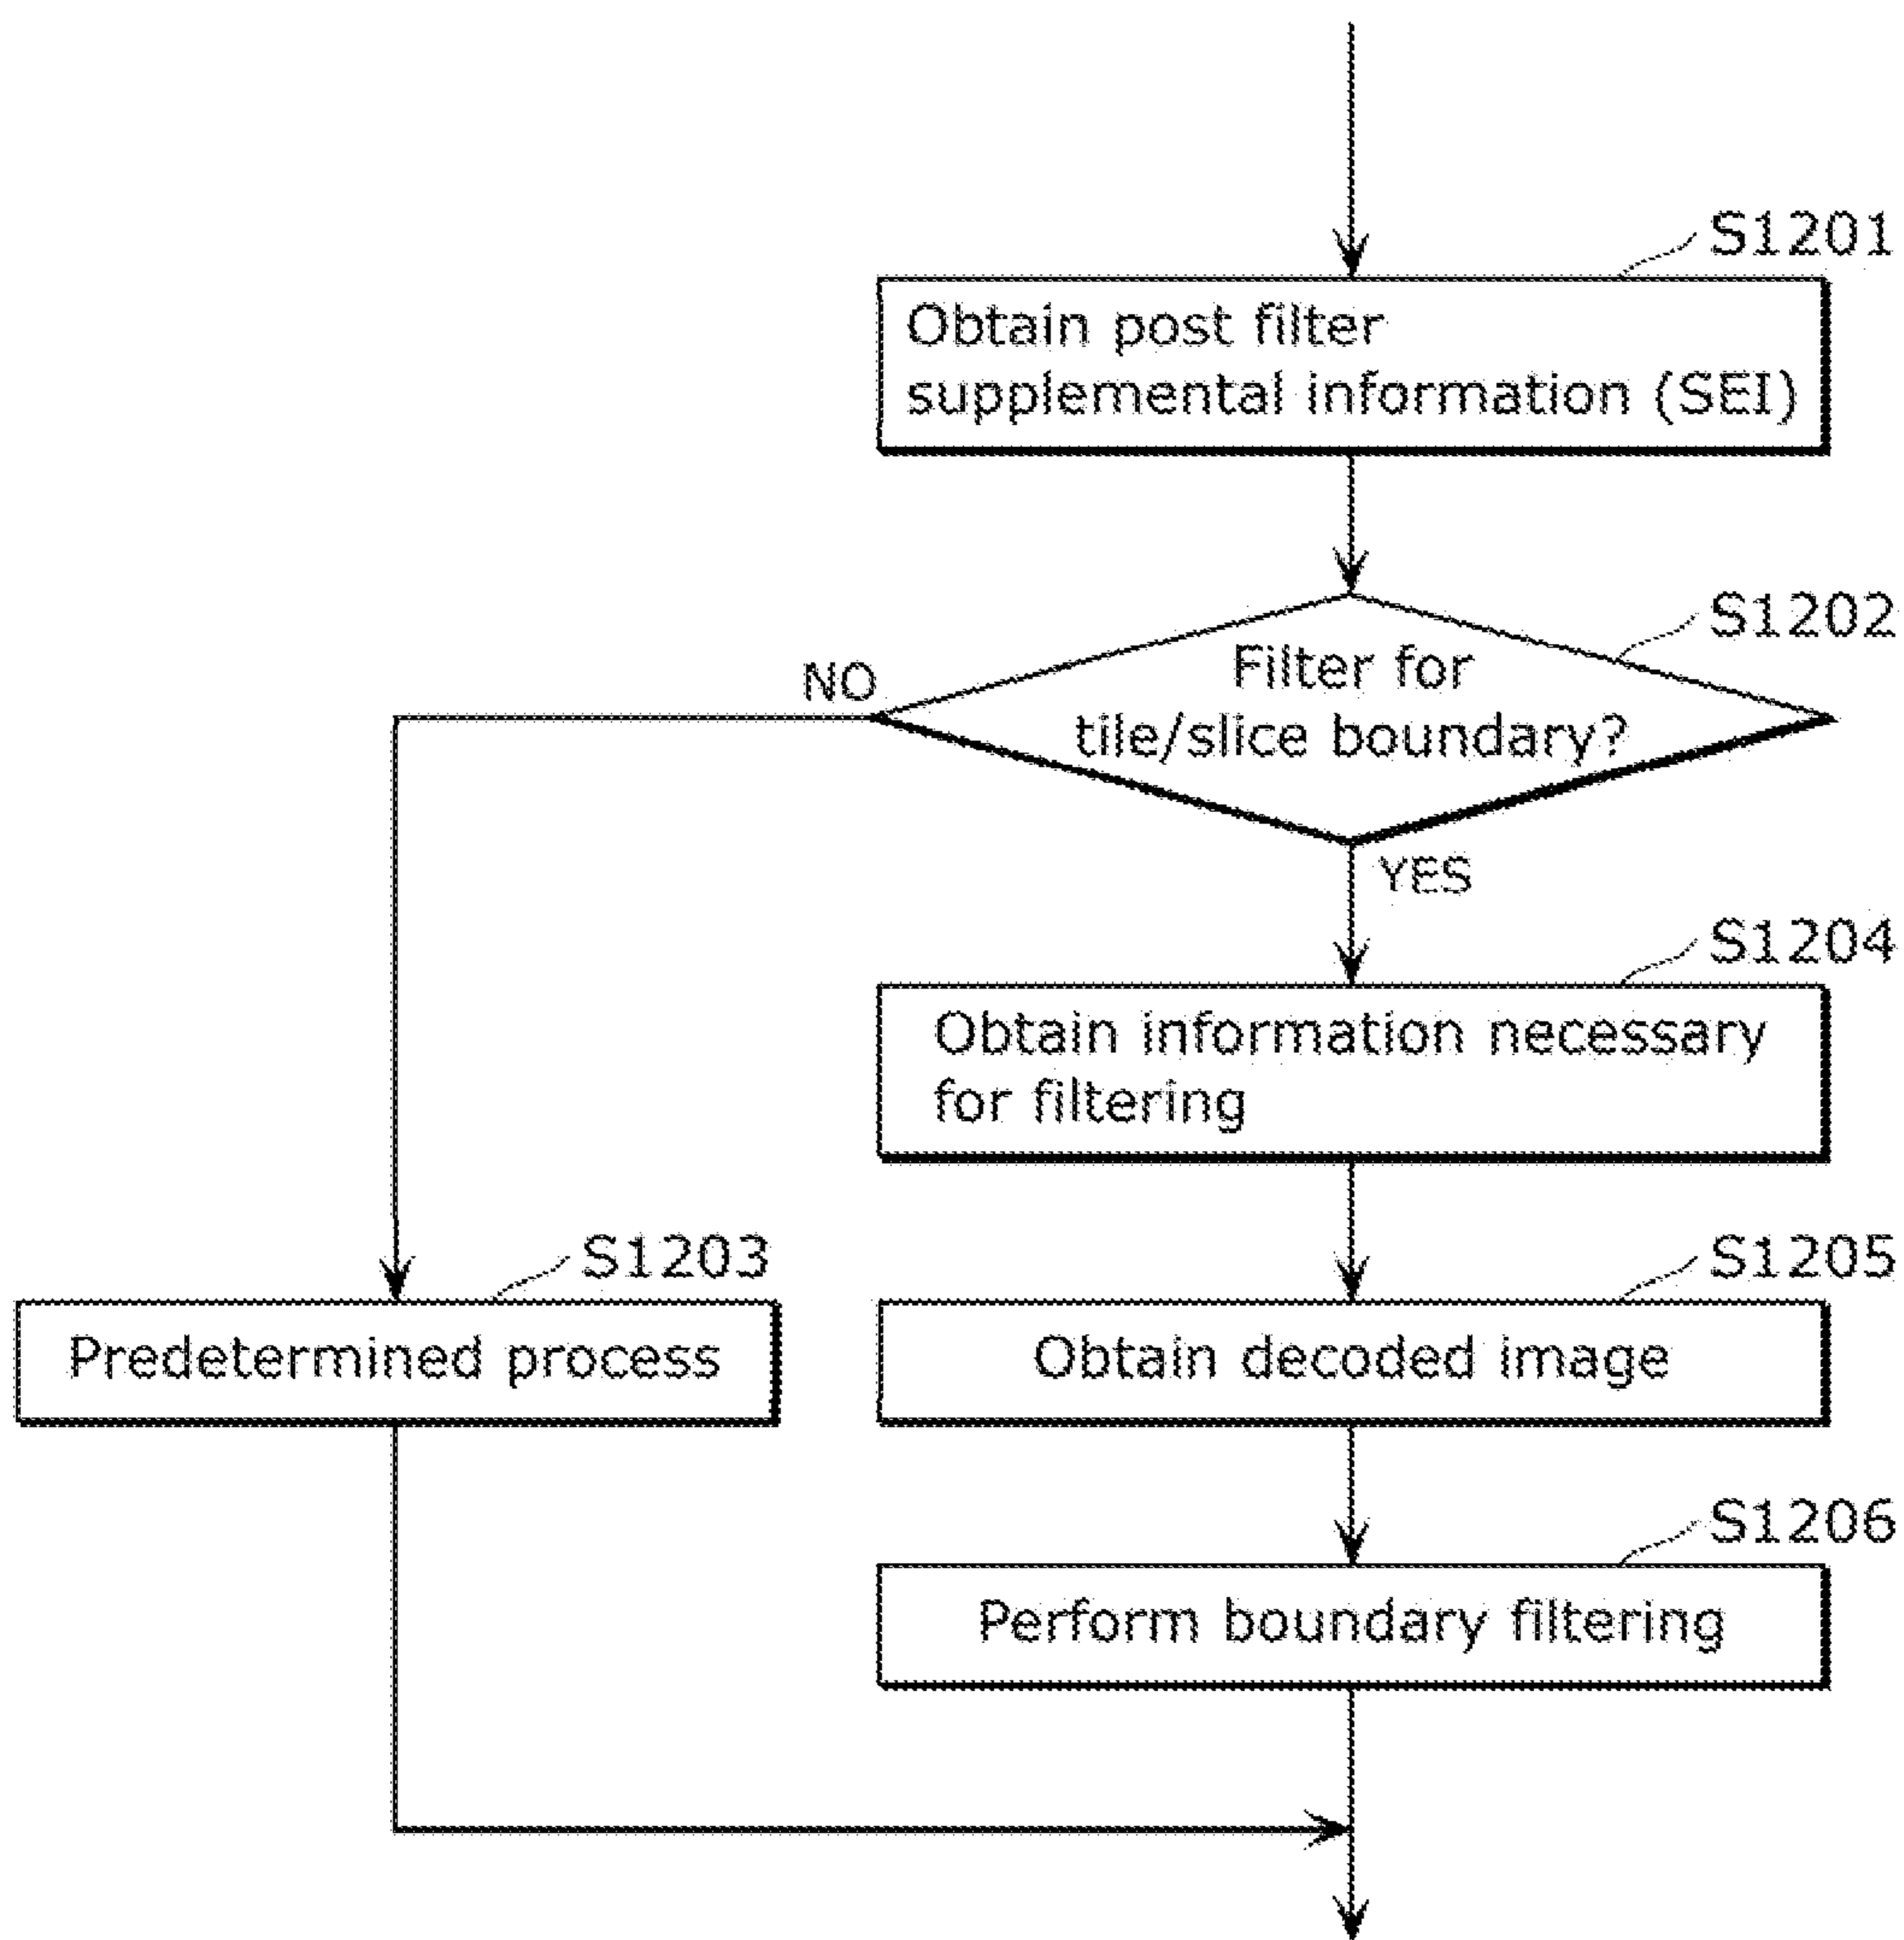 S1201
Obtain post filter
supplemental information (SEI)
S1202
Filter for
tile/slice boundary?
NO
YES
S1204
Obtain information necessary
for filtering
S1203
Predetermined process
S1205
Obtain decoded image
S1206
Perform boundary filtering